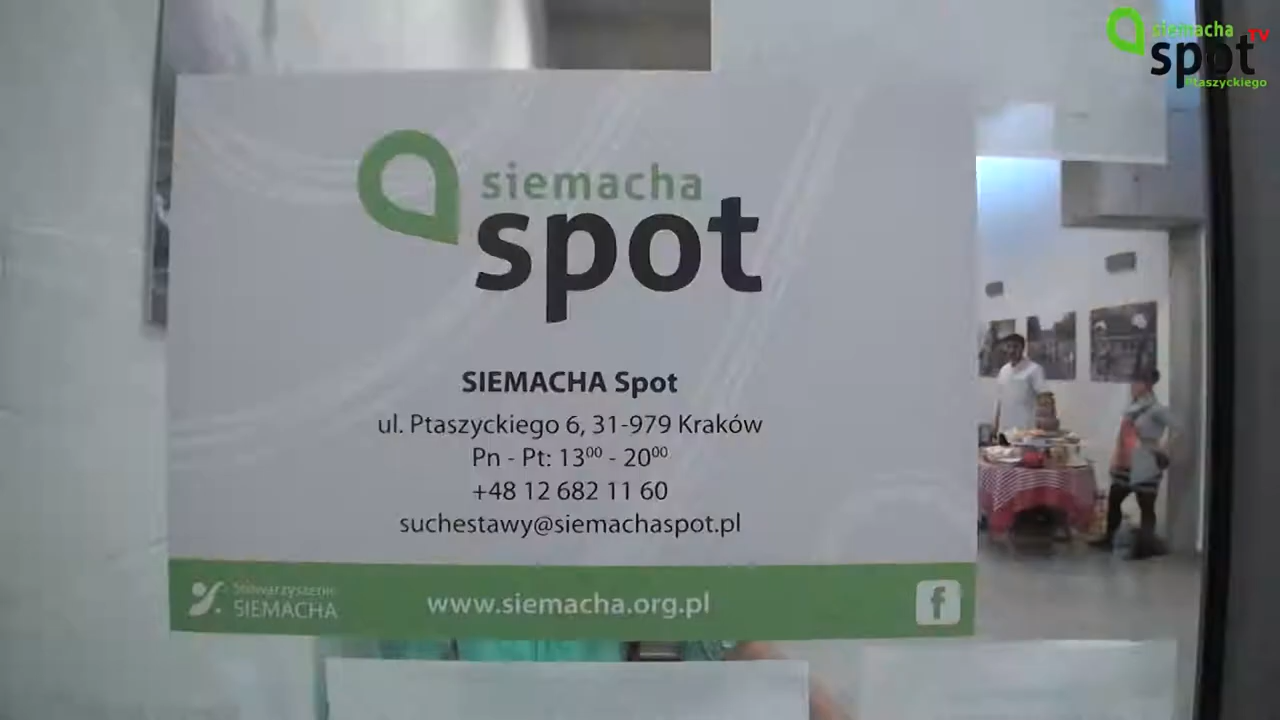 siemacha
spot
TV
Ptaszyckiego
siemacha
spot
SIEMACHA Spot
ul. Ptaszyckiego 6, 31-979 Kraków
Pn - Pt: 13⁰⁰ - 20⁰⁰
+48 12 682 11 60
suchestawy@siemachaspot.pl
Stowarzyszenie
SIEMACHA
www.siemacha.org.pl
f